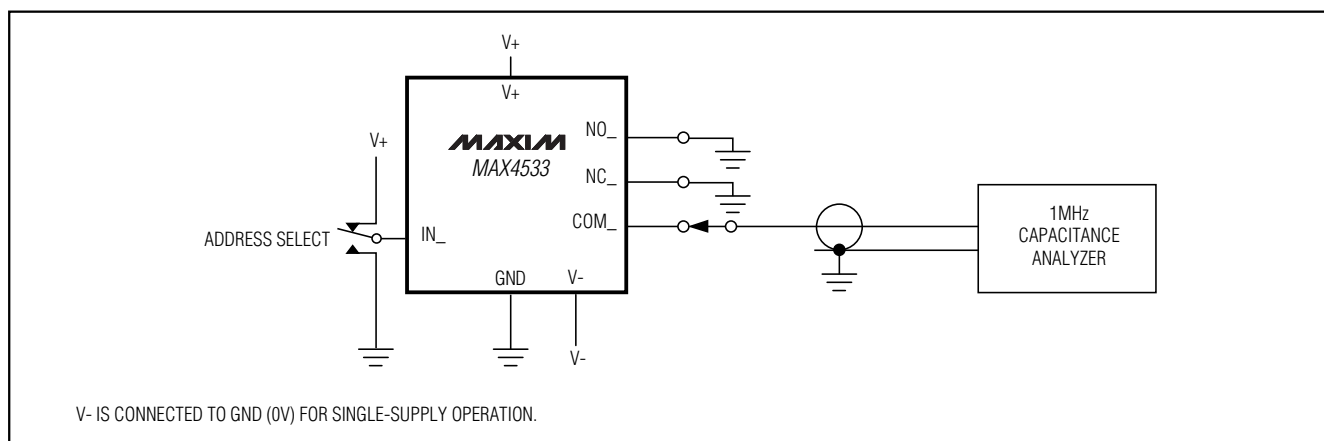 V+
V+
MAXIM
MAX4533
NO_
NC_
COM_
V+
ADDRESS SELECT
IN_
GND
V-
V-
1MHz
CAPACITANCE
ANALYZER
V- IS CONNECTED TO GND (0V) FOR SINGLE-SUPPLY OPERATION.